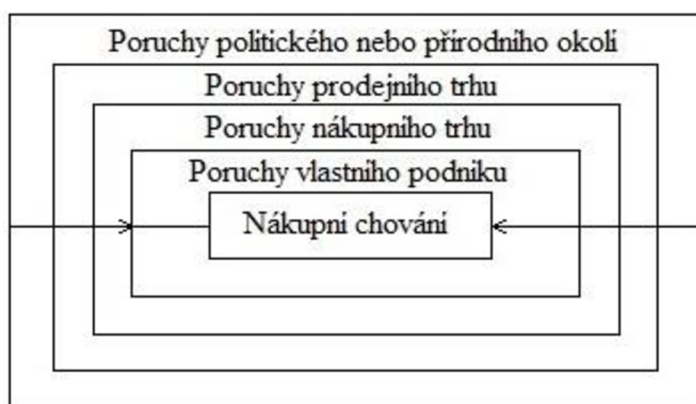 Poruchy politického nebo přírodního okolí
Poruchy prodejního trhu
Poruchy nákupního trhu
Poruchy vlastního podniku
Nákupní chování